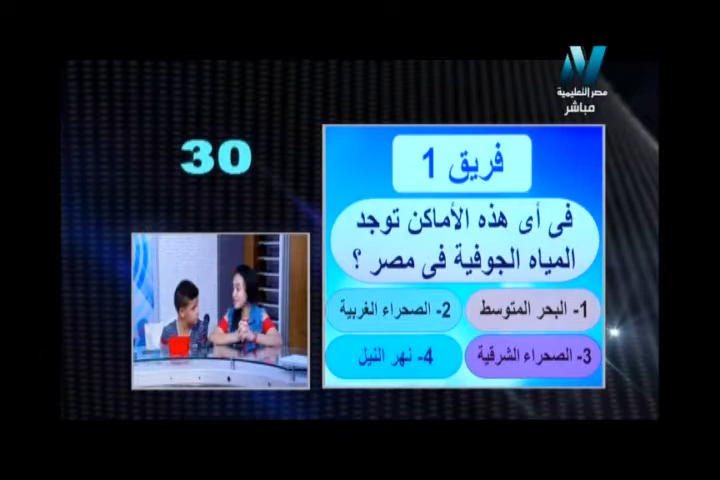 مصر التعليمية
مباشر
30
فريق 1
فى أى هذه الأماكن توجد
المياه الجوفية فى مصر ؟
1- البحر المتوسط
2- الصحراء الغربية
3- الصحراء الشرقية
4- نهر النيل